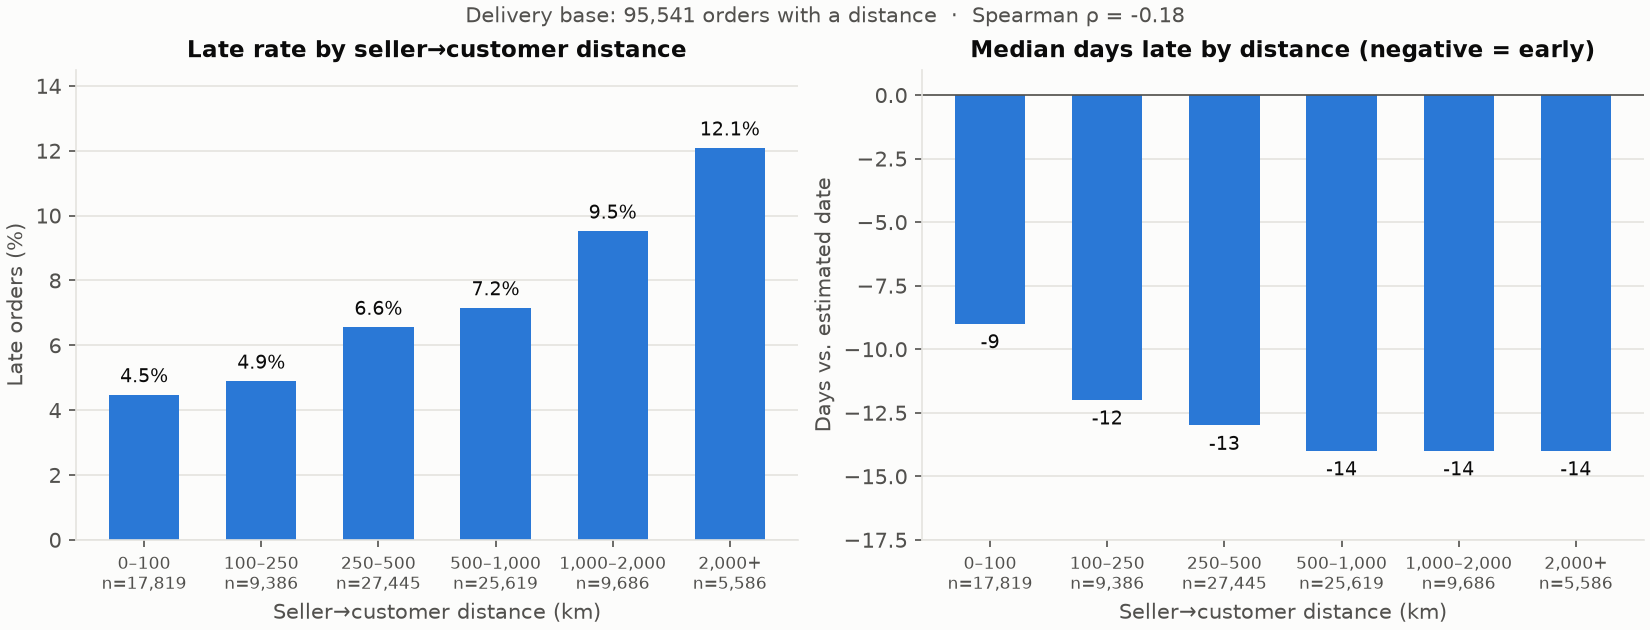 Delivery base: 95,541 orders with a distance · Spearman ρ = -0.18
Late rate by seller→customer distance
Late orders (%)
14
12
10
8
6
4
2
0
4.5%
4.9%
6.6%
7.2%
9.5%
12.1%
0–100
n=17,819
100–250
n=9,386
250–500
n=27,445
500–1,000
n=25,619
1,000–2,000
n=9,686
2,000+
n=5,586
Seller→customer distance (km)
Median days late by distance (negative = early)
Days vs. estimated date
0.0
−2.5
−5.0
−7.5
−10.0
−12.5
−15.0
−17.5
-9
-12
-13
-14
-14
-14
0–100
n=17,819
100–250
n=9,386
250–500
n=27,445
500–1,000
n=25,619
1,000–2,000
n=9,686
2,000+
n=5,586
Seller→customer distance (km)